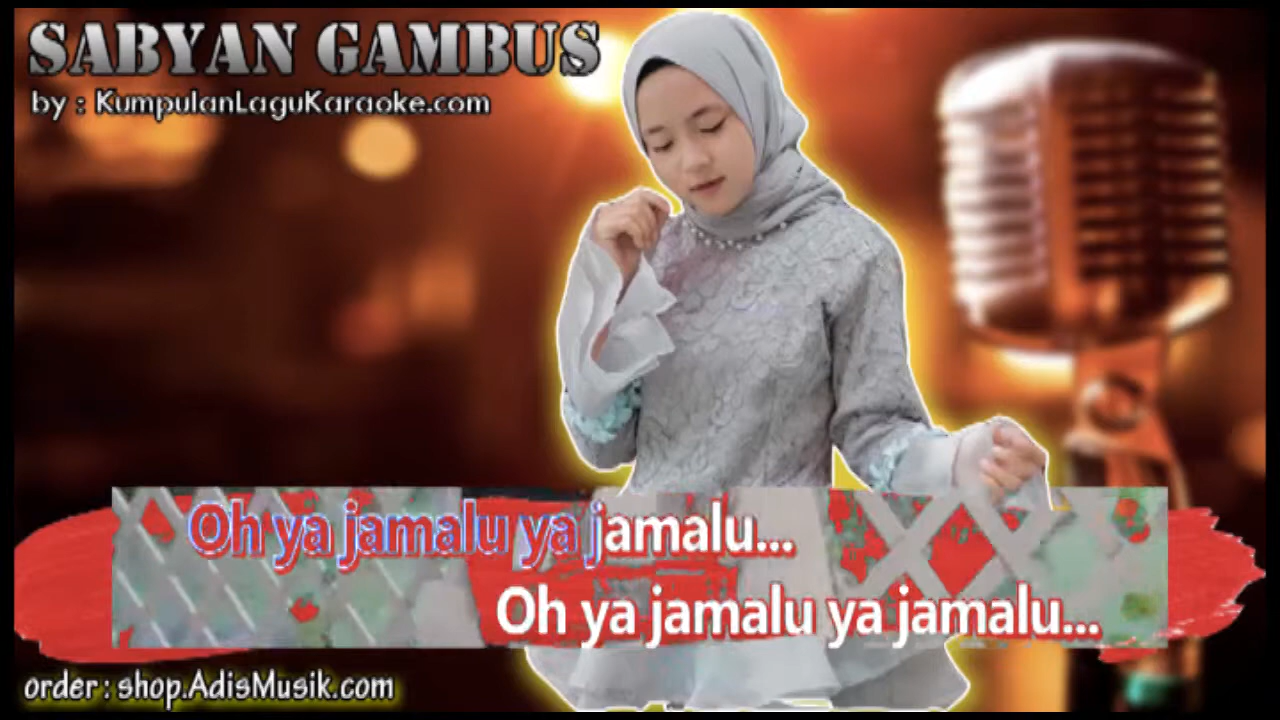 SABYAN GAMBUS
by : KumpulanLaguKaraoke.com
Oh ya jamalu ya jamalu...
Oh ya jamalu ya jamalu...
order : shop.AdisMusik.com